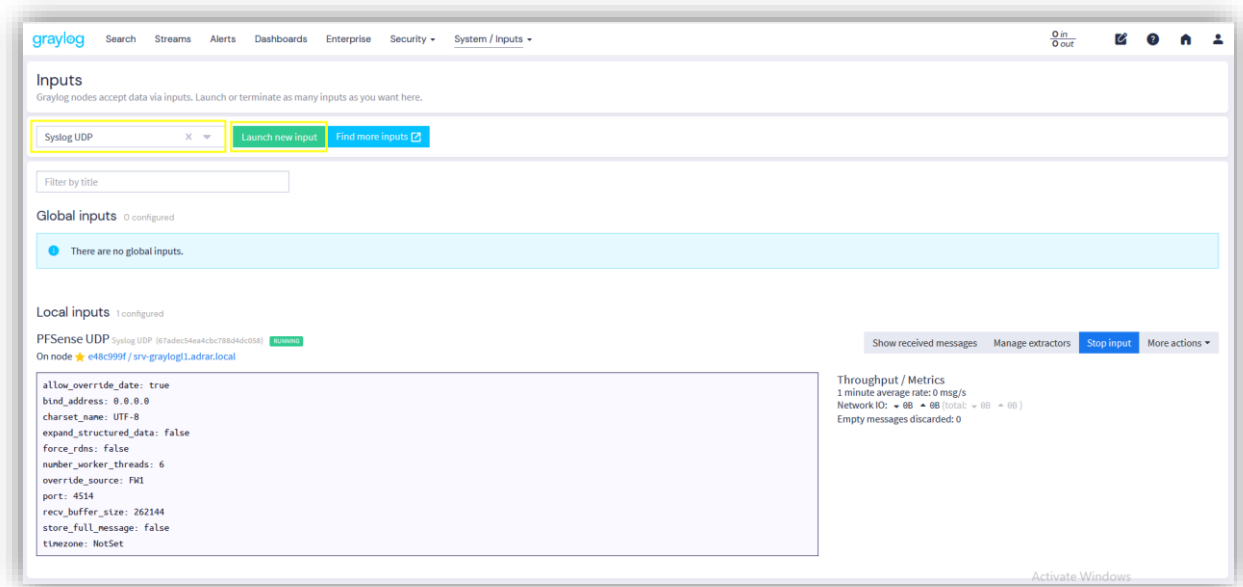 graylog Search Streams Alerts Dashboards Enterprise Security System / Inputs 0 in
0 out
Inputs
Graylog nodes accept data via inputs. Launch or terminate as many inputs as you want here.
Syslog UDP Launch new input Find more inputs
Filter by title
Global inputs 0 configured
There are no global inputs.
Local inputs 1 configured
PFSense UDP Syslog UDP (67adec54ea4cbc788d4dc058) RUNNING Show received messages Manage extractors Stop input More actions
On node e48c999f / srv-graylogl1.adrar.local
allow_override_date: true
bind_address: 0.0.0.0
charset_name: UTF-8
expand_structured_data: false
force_rdns: false
number_worker_threads: 6
override_source: FW1
port: 4514
recv_buffer_size: 262144
store_full_message: false
timezone: NotSet
Throughput / Metrics
1 minute average rate: 0 msg/s
Network IO: 0B 0B (total: 0B 0B )
Empty messages discarded: 0
Activate Windows